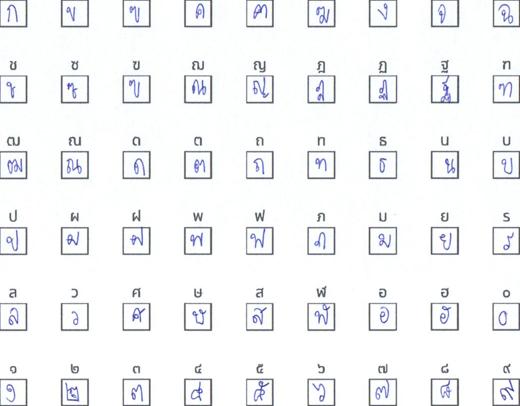 ก ข ฃ ค ฅ ฆ ง จ ฉ
ช ซ ฃ ฌ ญ ฎ ฏ ฐ ฑ
ช ซ ฃ ฌ ญ ฎ ฏ ฐ ฑ
ฒ ณ ด ต ถ ท ธ น บ
ฒ ณ ด ต ถ ท ธ น บ
ป ผ ฝ พ ฟ ภ ม ย ร
ป ผ ฝ พ ฟ ภ ม ย ร
ล ว ศ ษ ส ฬ อ ฮ ๐
ล ว ศ ษ ส ฬ อ ฮ ๐
๑ ๒ ๓ ๔ ๕ ๖ ๗ ๘ ๙
๑ ๒ ๓ ๔ ๕ ๖ ๗ ๘ ๙